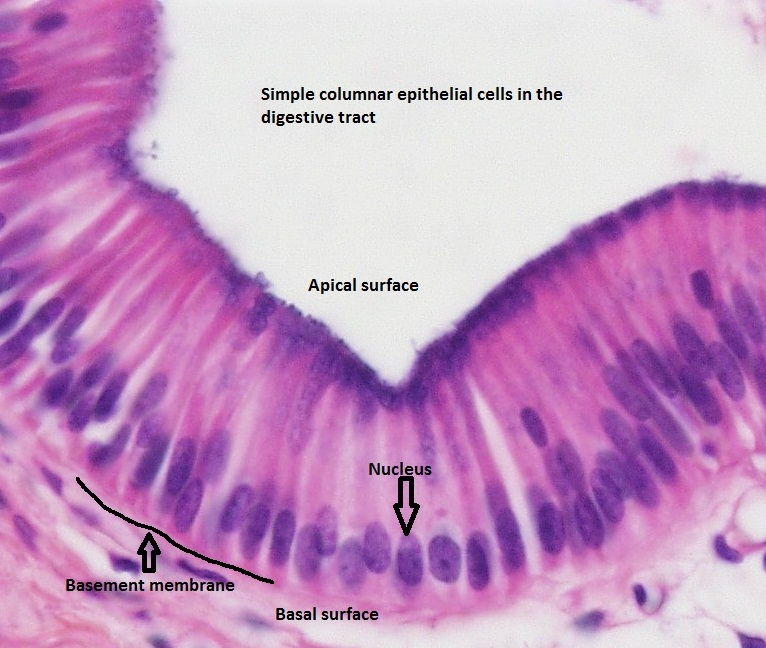 Simple columnar epithelial cells in the
digestive tract
Apical surface
Nucleus
Basement membrane
Basal surface